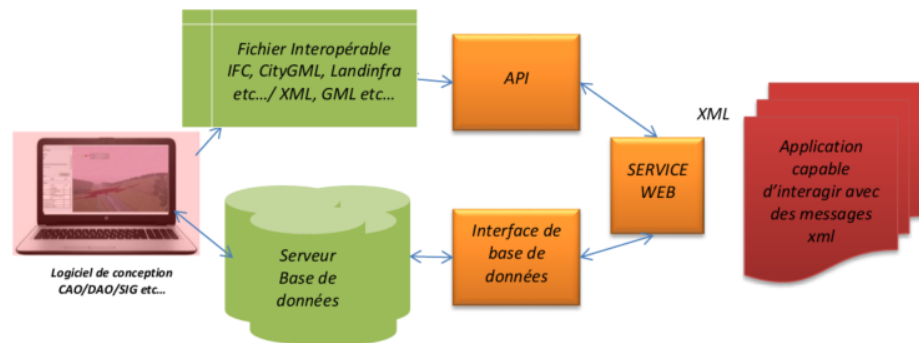 Fichier Interopérable
IFC, CityGML, Landinfra
etc.../ XML, GML etc...
API
XML
Application
capable
d'interagir avec
des messages
xml
SERVICE
WEB
Logiciel de conception
CAO/DAO/SIG etc...
Serveur
Base de
données
Interface de
base de
données